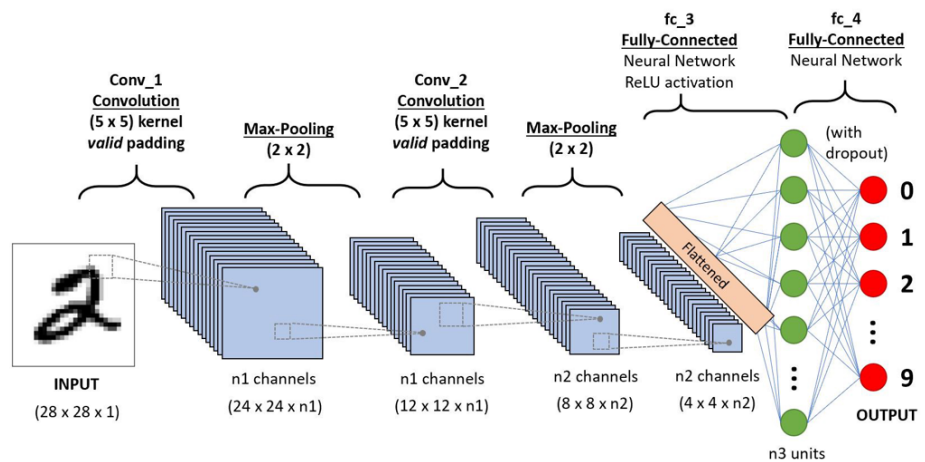 fc_3
Fully-Connected
Neural Network
ReLU activation
fc_4
Fully-Connected
Neural Network
Conv_1
Convolution
(5 x 5) kernel
valid padding
Max-Pooling
(2 x 2)
Conv_2
Convolution
(5 x 5) kernel
valid padding
Max-Pooling
(2 x 2)
(with
dropout)
Flattened
0
1
2
9
INPUT
(28 x 28 x 1)
n1 channels
(24 x 24 x n1)
n1 channels
(12 x 12 x n1)
n2 channels
(8 x 8 x n2)
n2 channels
(4 x 4 x n2)
OUTPUT
n3 units